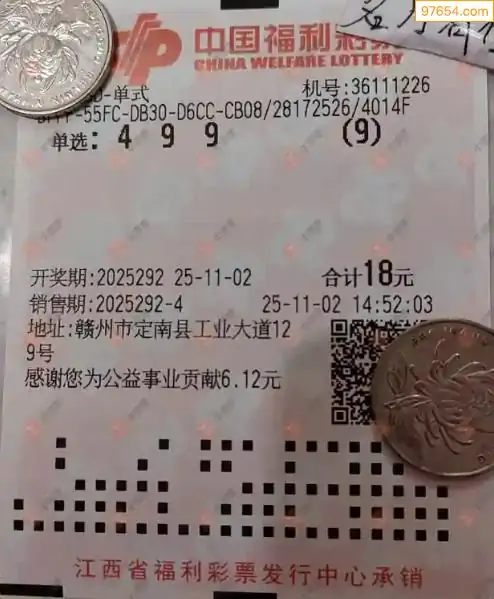 97654.com
中国福利彩票
CHINA WELFARE LOTTERY
D-单式 机号:36111226
-55FC-DB30-D6CC-CB08/28172526/4014F
单选: 4 9 9 (9)
开奖期:2025292 25-11-02 合计18元
销售期:2025292-4 25-11-02 14:52:03
地址:赣州市定南县工业大道12
9号
感谢您为公益事业贡献6.12元
江西省福利彩票发行中心承销